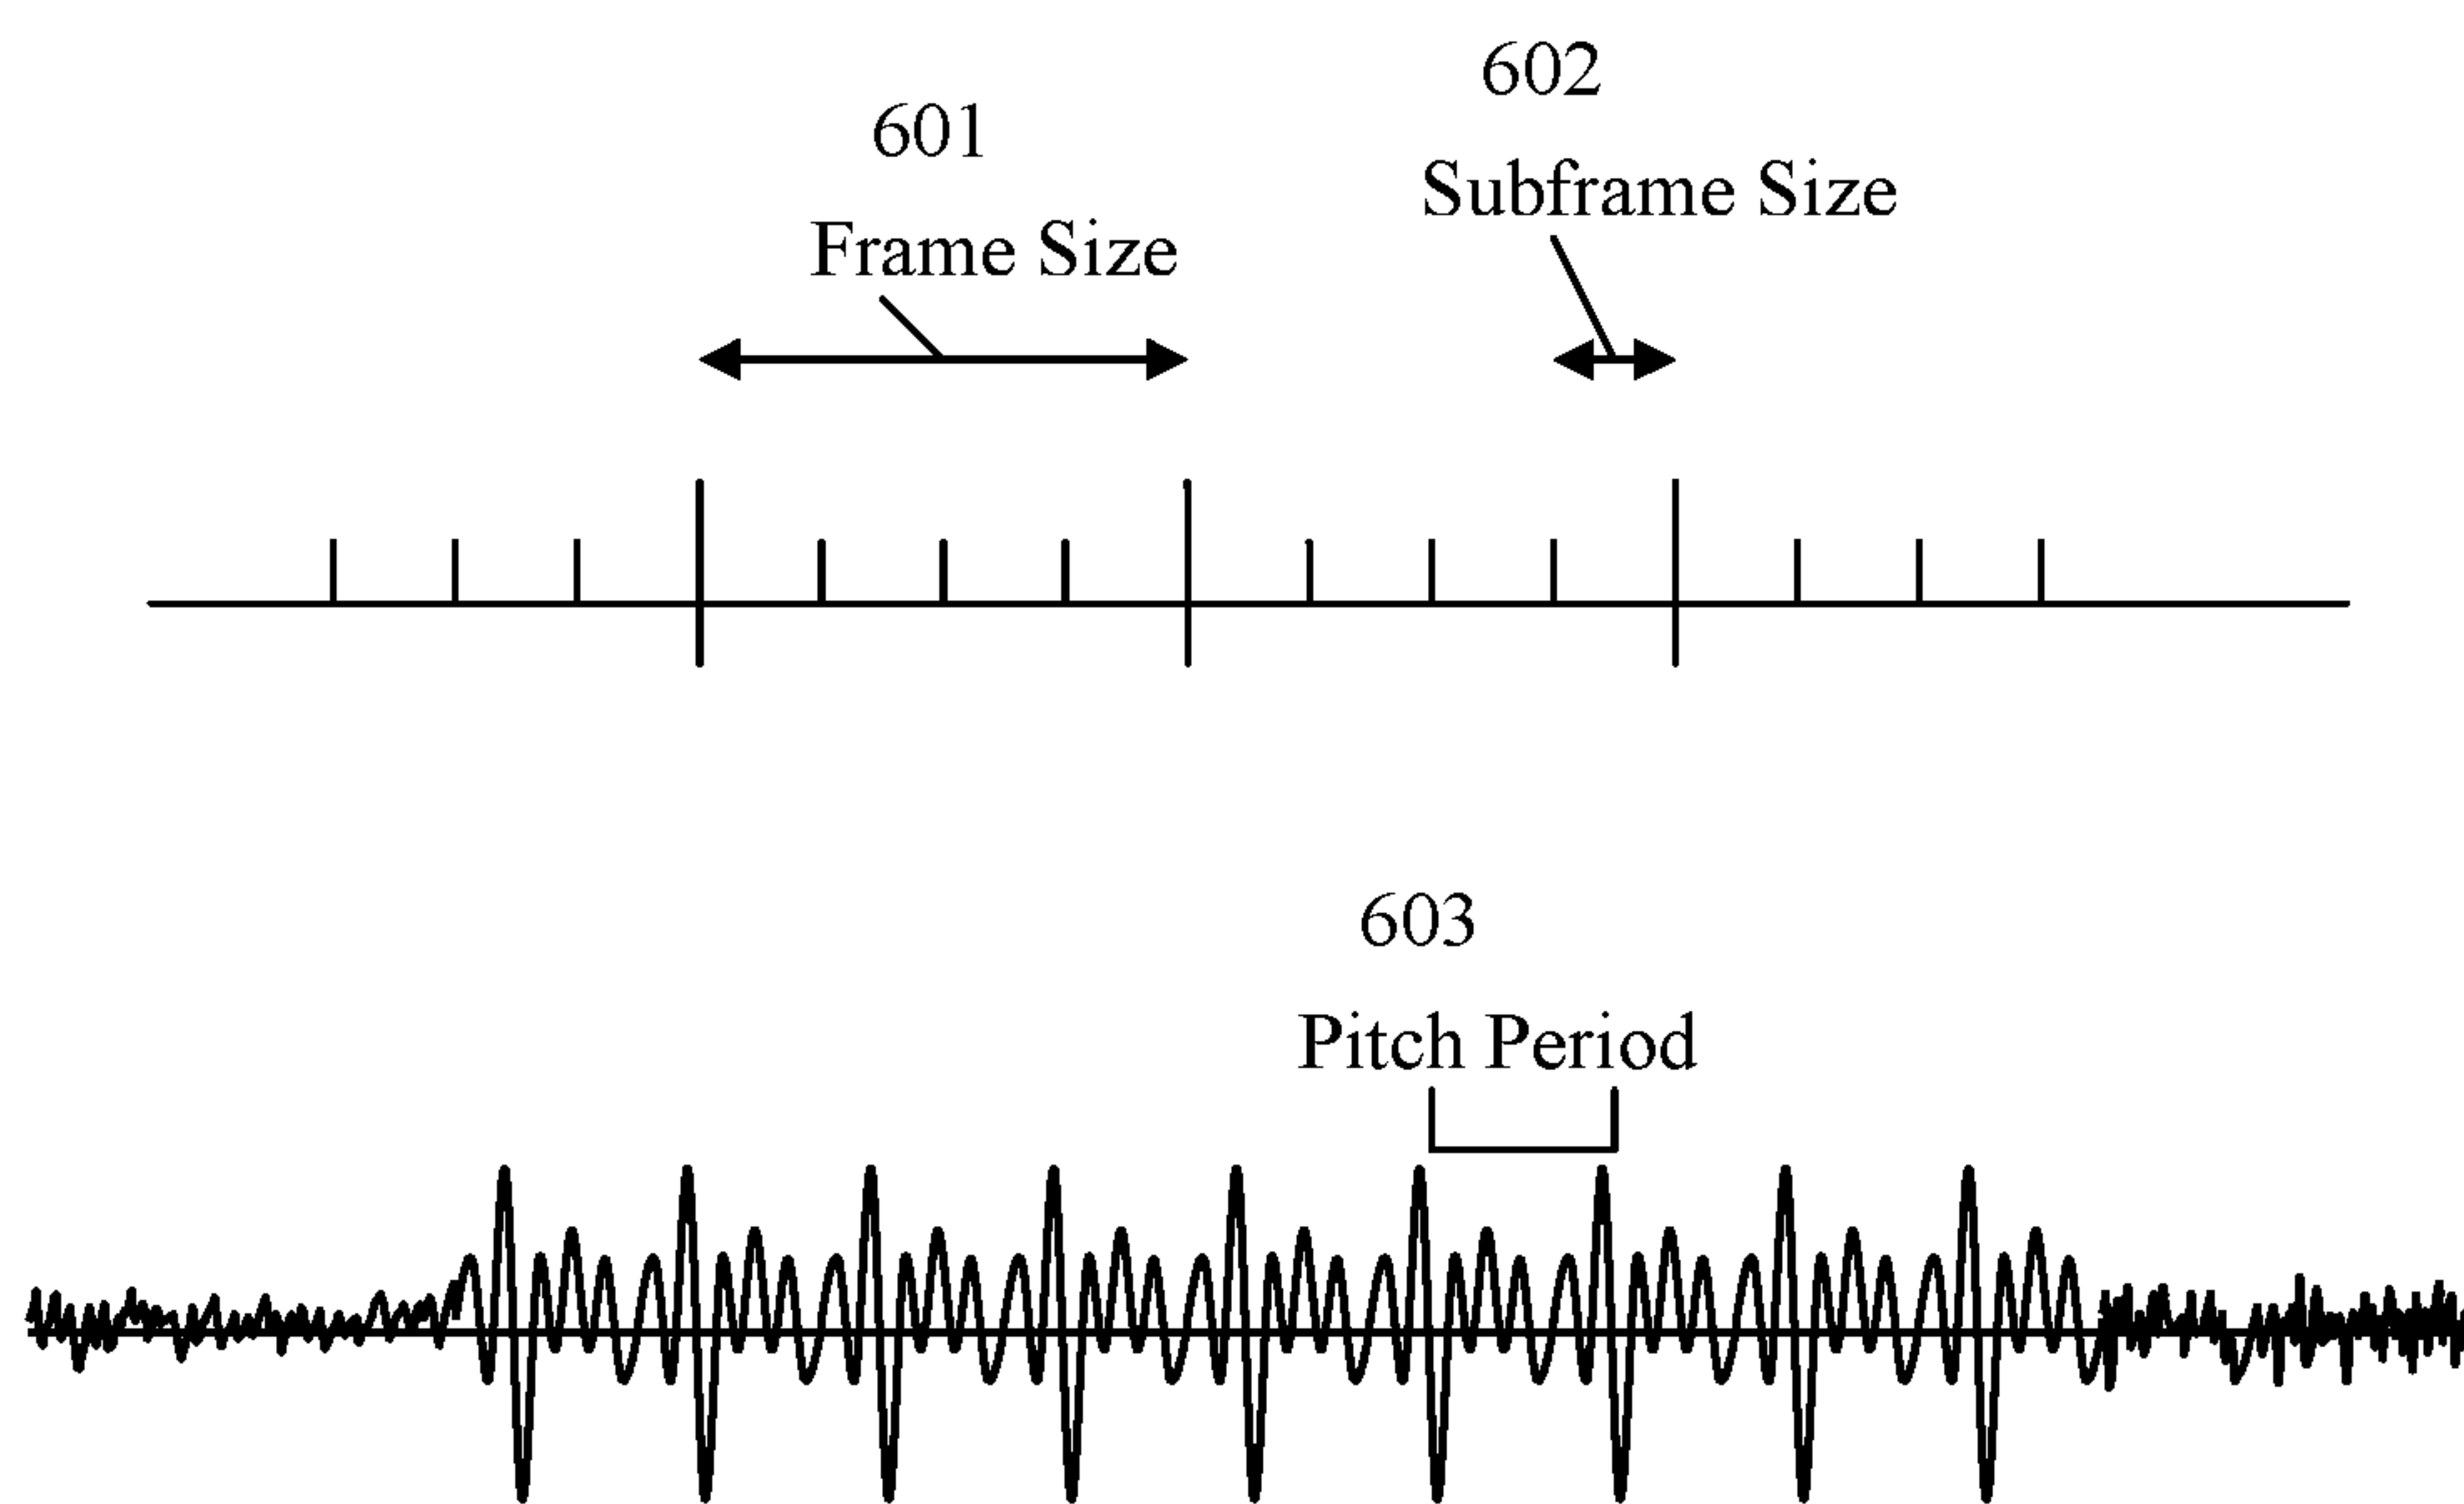 602
601
Subframe Size
Frame Size
603
Pitch Period